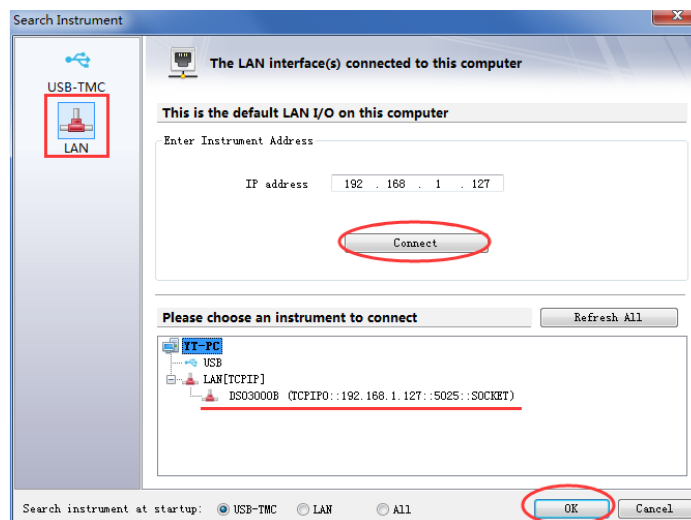 Search Instrument
USB-TMC
LAN
The LAN interface(s) connected to this computer
This is the default LAN I/O on this computer
Enter Instrument Address
IP address 192 . 168 . 1 . 127
Connect
Please choose an instrument to connect
Refresh All
YT-PC
USB
LAN[TCPIP]
DSO3000B (TCPIP0::192.168.1.127::5025::SOCKET)
Search instrument at startup: USB-TMC LAN All
OK
Cancel